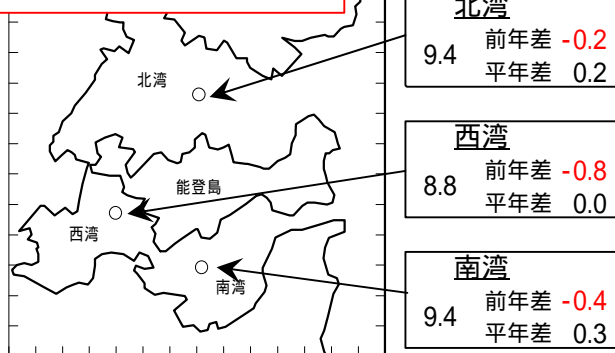 北湾
9.4 前年差 -0.2
平年差 0.2
北湾
西湾
8.8 前年差 -0.8
平年差 0.0
能登島
西湾
南湾
9.4 前年差 -0.4
平年差 0.3
南湾